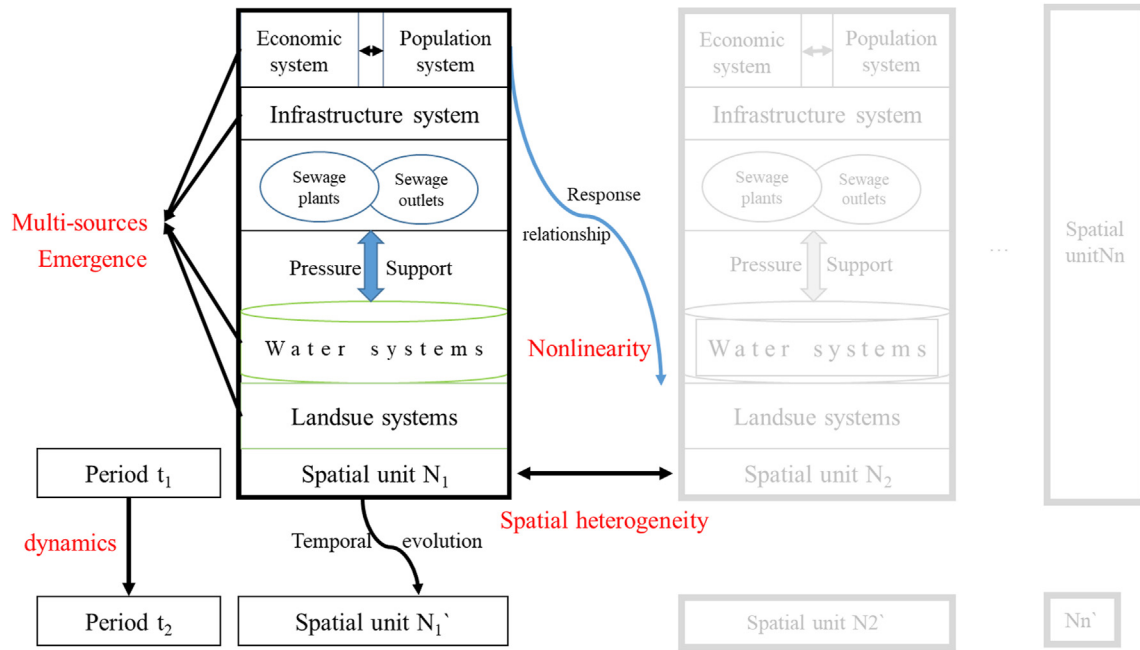 Economic
system
Population
system
Infrastructure system
Sewage
plants
Sewage
outlets
Pressure
Support
Water systems
Landsue systems
Spatial unit N₁
Multi-sources
Emergence
Response
relationship
Nonlinearity
Spatial heterogeneity
Economic
system
Population
system
Infrastructure system
Sewage
plants
Sewage
outlets
Pressure
Support
Water systems
Landsue systems
Spatial unit N₂
...
Spatial
unitNn
Period t₁
dynamics
Temporal
evolution
Period t₂
Spatial unit N₁`
Spatial unit N2`
Nn`